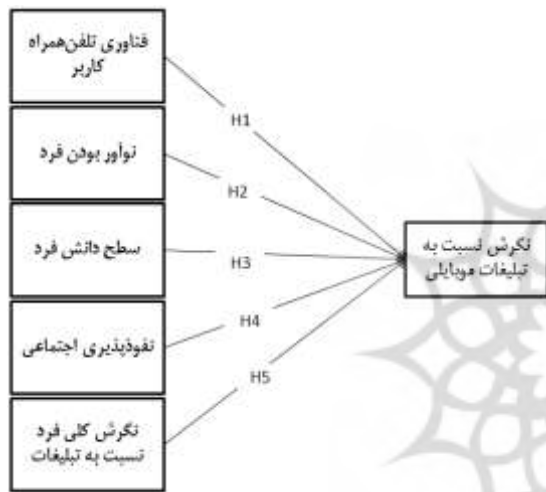 فناوری تلفن‌همراه
کاربر
H1
نوآور بودن فرد
H2
سطح دانش فرد
H3
نگرش نسبت به
تبلیغات موبایلی
نفوذپذیری اجتماعی
H4
H5
نگرش کلی فرد
نسبت به تبلیغات